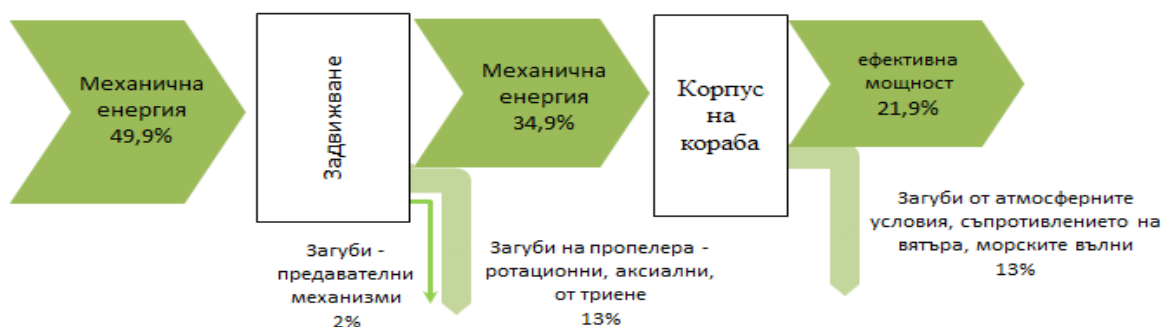 Механична
енергия
49,9%
Задвижване
Механична
енергия
34,9%
Корпус
на
кораба
ефективна
мощност
21,9%
Загуби -
предавателни
механизми
2%
Загуби на пропелера -
ротационни, аксиални,
от триене
13%
Загуби от атмосферните
условия, съпротивлението на
вятъра, морските вълни
13%